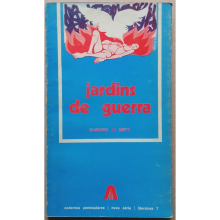 jardins
de guerra
cadernos peninsulares / nova série / literatura 7